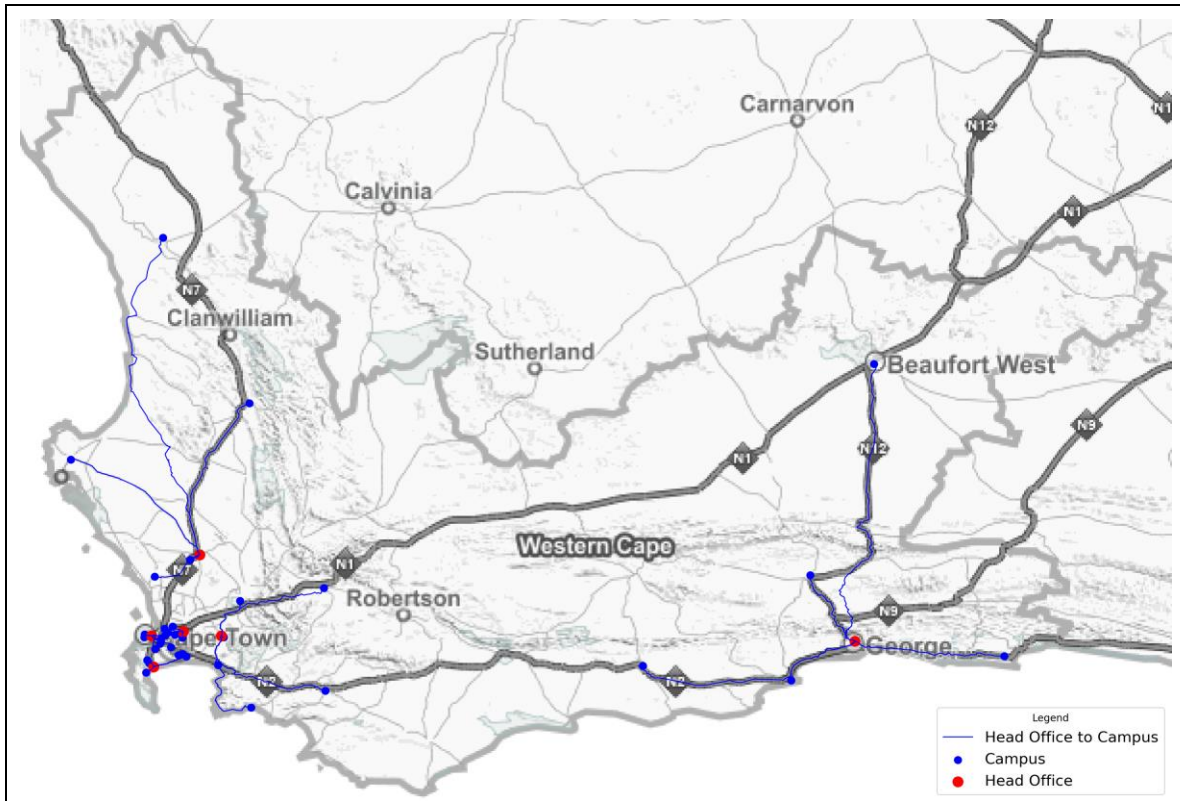 Carnarvon
N12
N1
Calvinia
N1
N7
Clanwilliam
Sutherland
Beaufort West
N9
N1
N12
Western Cape
N7
N1
Robertson
N9
Cape Town
George
N2
N2
Legend
Head Office to Campus
Campus
Head Office